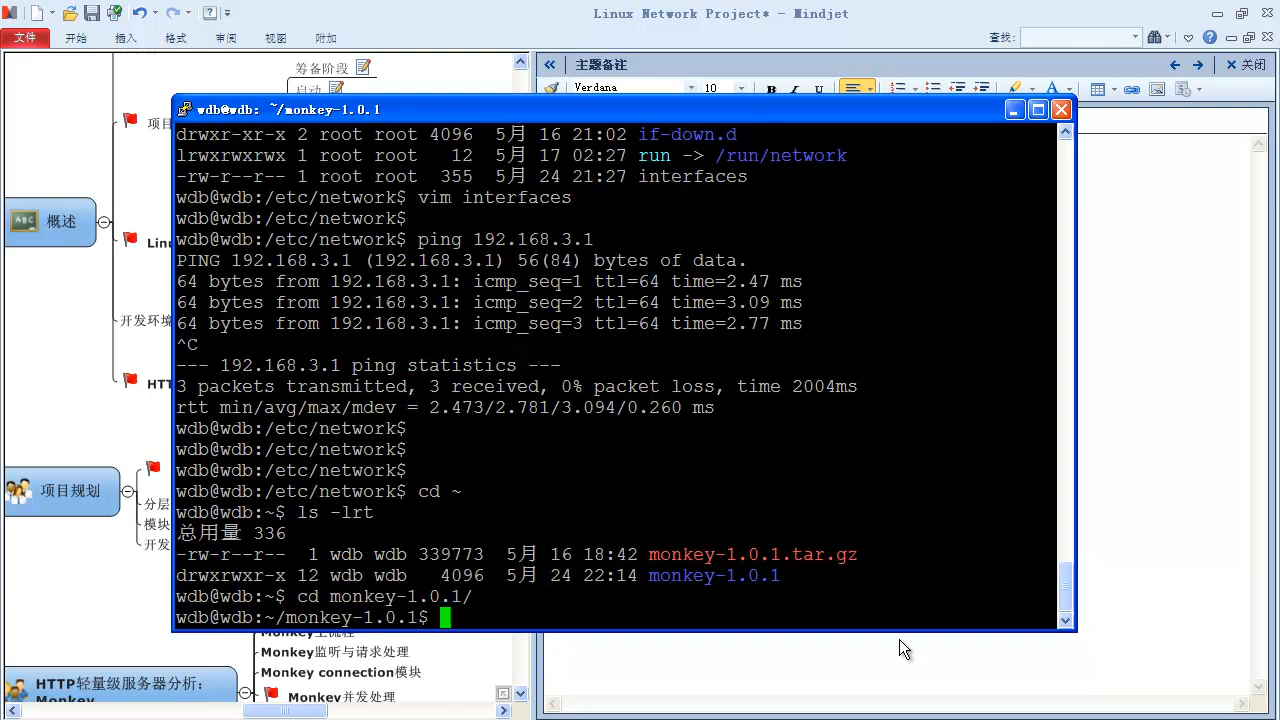 Linux Network Project* - Mindjet
文件 开始 插入 格式 审阅 视图 附加 查找:
筹备阶段
启动
主题备注 关闭
Verdana 10 B I U
wdb@wdb: ~/monkey-1.0.1
drwxr-xr-x 2 root root 4096 5月 16 21:02 if-down.d
lrwxrwxrwx 1 root root 12 5月 17 02:27 run -> /run/network
-rw-r--r-- 1 root root 355 5月 24 21:27 interfaces
wdb@wdb:/etc/network$ vim interfaces
wdb@wdb:/etc/network$
wdb@wdb:/etc/network$ ping 192.168.3.1
PING 192.168.3.1 (192.168.3.1) 56(84) bytes of data.
64 bytes from 192.168.3.1: icmp_seq=1 ttl=64 time=2.47 ms
64 bytes from 192.168.3.1: icmp_seq=2 ttl=64 time=3.09 ms
64 bytes from 192.168.3.1: icmp_seq=3 ttl=64 time=2.77 ms
^C
--- 192.168.3.1 ping statistics ---
3 packets transmitted, 3 received, 0% packet loss, time 2004ms
rtt min/avg/max/mdev = 2.473/2.781/3.094/0.260 ms
wdb@wdb:/etc/network$
wdb@wdb:/etc/network$
wdb@wdb:/etc/network$
wdb@wdb:/etc/network$ cd ~
wdb@wdb:~$ ls -lrt
总用量 336
-rw-r--r-- 1 wdb wdb 339773 5月 16 18:42 monkey-1.0.1.tar.gz
drwxrwxr-x 12 wdb wdb 4096 5月 24 22:14 monkey-1.0.1
wdb@wdb:~$ cd monkey-1.0.1/
wdb@wdb:~/monkey-1.0.1$
项目
ABC 概述
Linu
开发环境
HTT
项目规划
分层
模块
开发
Monkey主流程
Monkey监听与请求处理
Monkey connection模块
Monkey并发处理
HTTP轻量级服务器分析:
Monkey